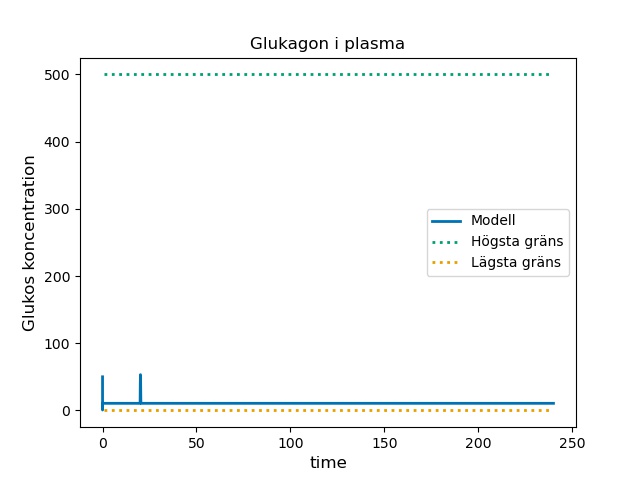 Glukagon i plasma
Glukos koncentration
500
400
300
200
100
0
Modell
Högsta gräns
Lägsta gräns
0 50 100 150 200 250
time